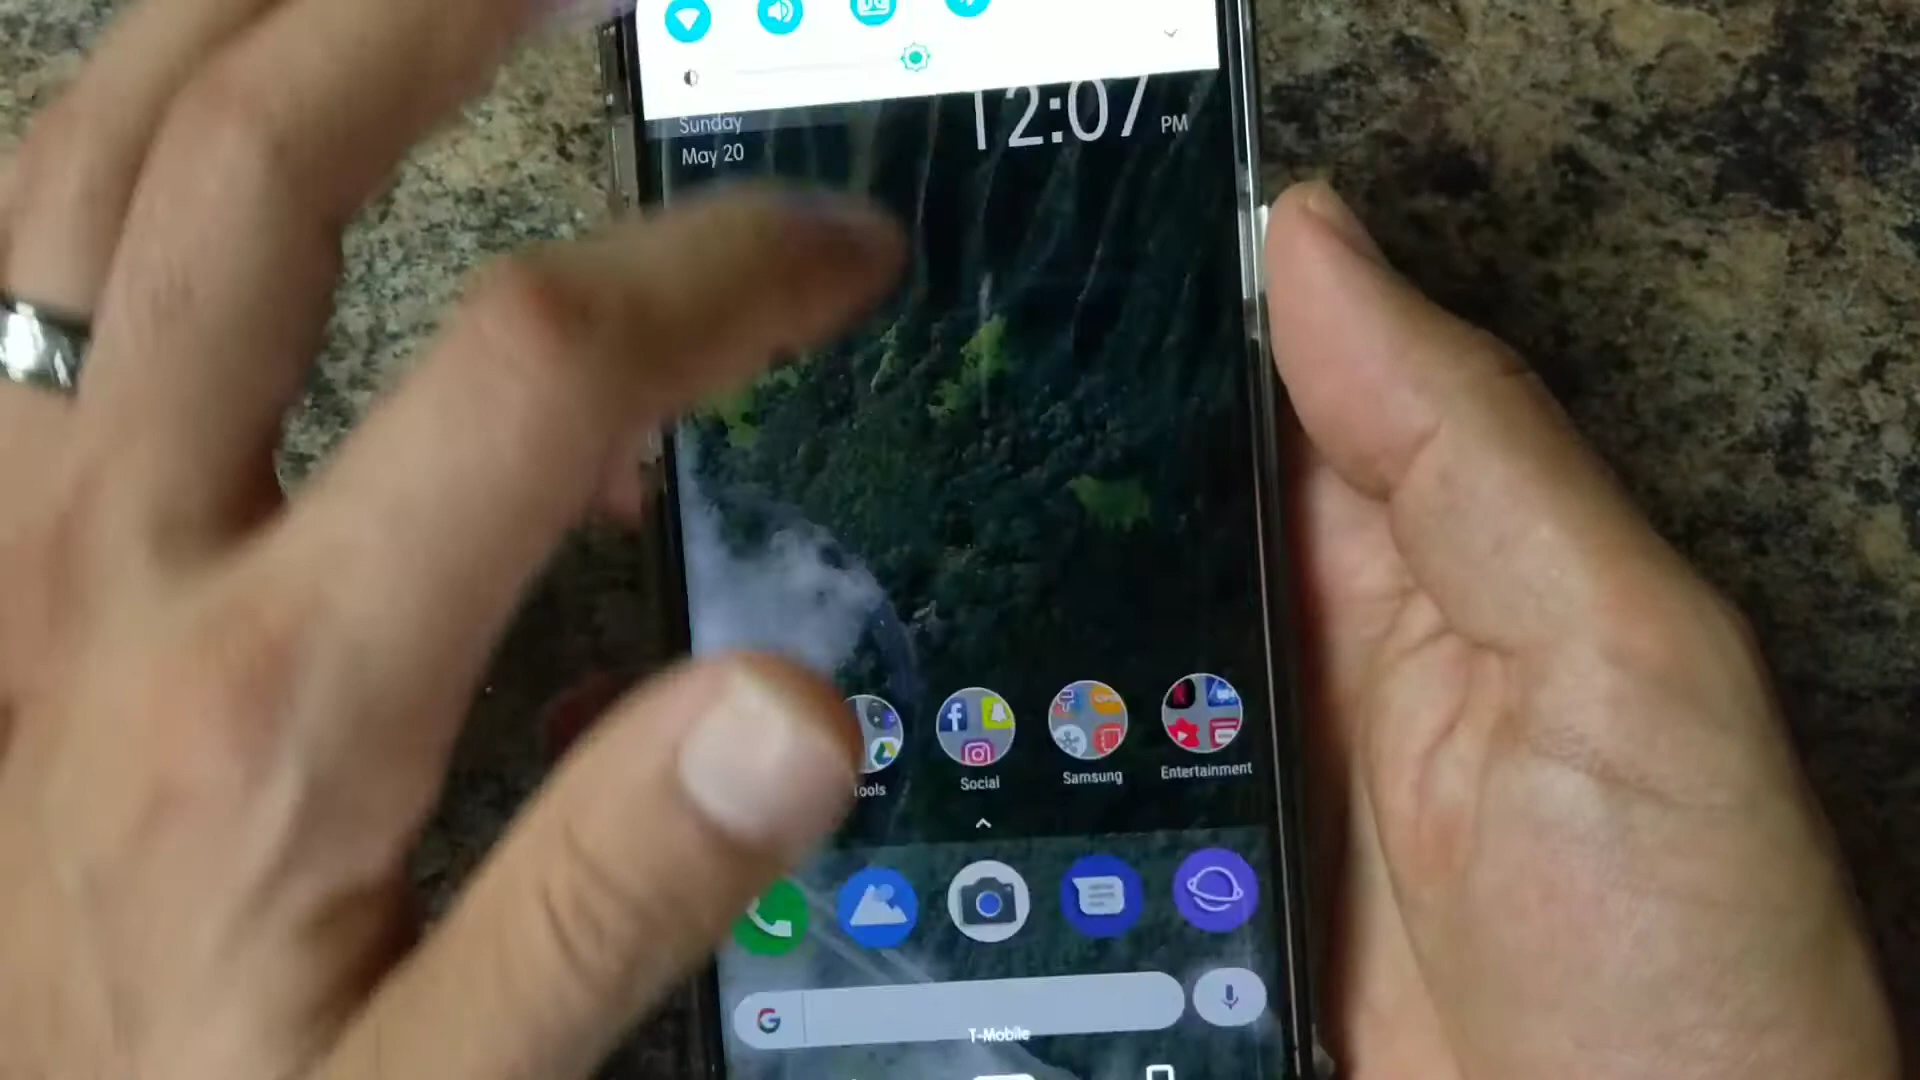 12:07 PM
Sunday
May 20
Tools
Social
Samsung
Entertainment
G
T-Mobile